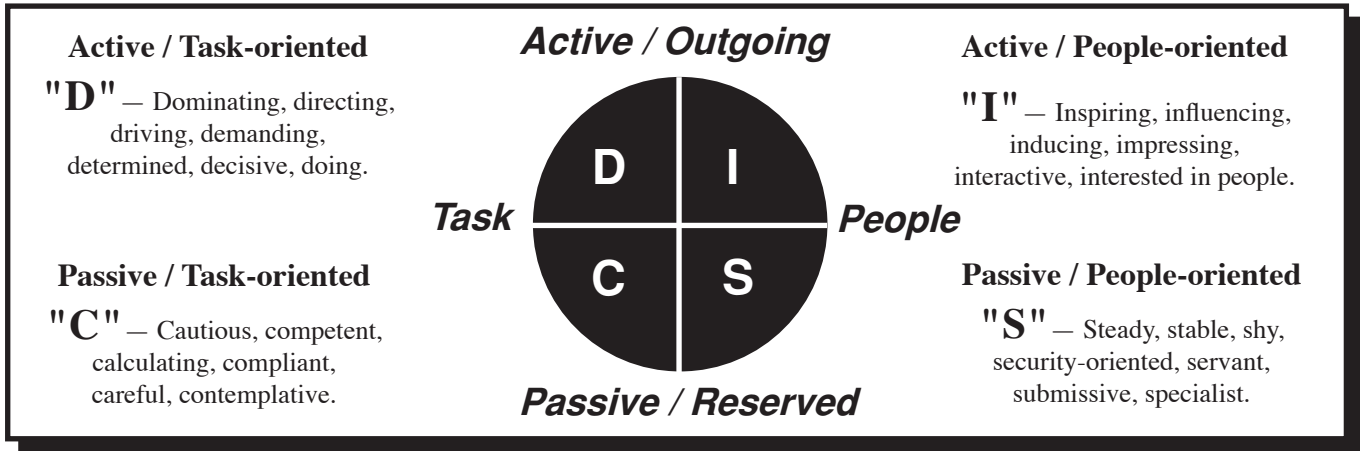 Active / Task-oriented
"D" — Dominating, directing,
driving, demanding,
determined, decisive, doing.
Active / Outgoing
Active / People-oriented
"I" — Inspiring, influencing,
inducing, impressing,
interactive, interested in people.
D
I
Task
People
C
S
Passive / Task-oriented
"C" — Cautious, competent,
calculating, compliant,
careful, contemplative.
Passive / Reserved
Passive / People-oriented
"S" — Steady, stable, shy,
security-oriented, servant,
submissive, specialist.